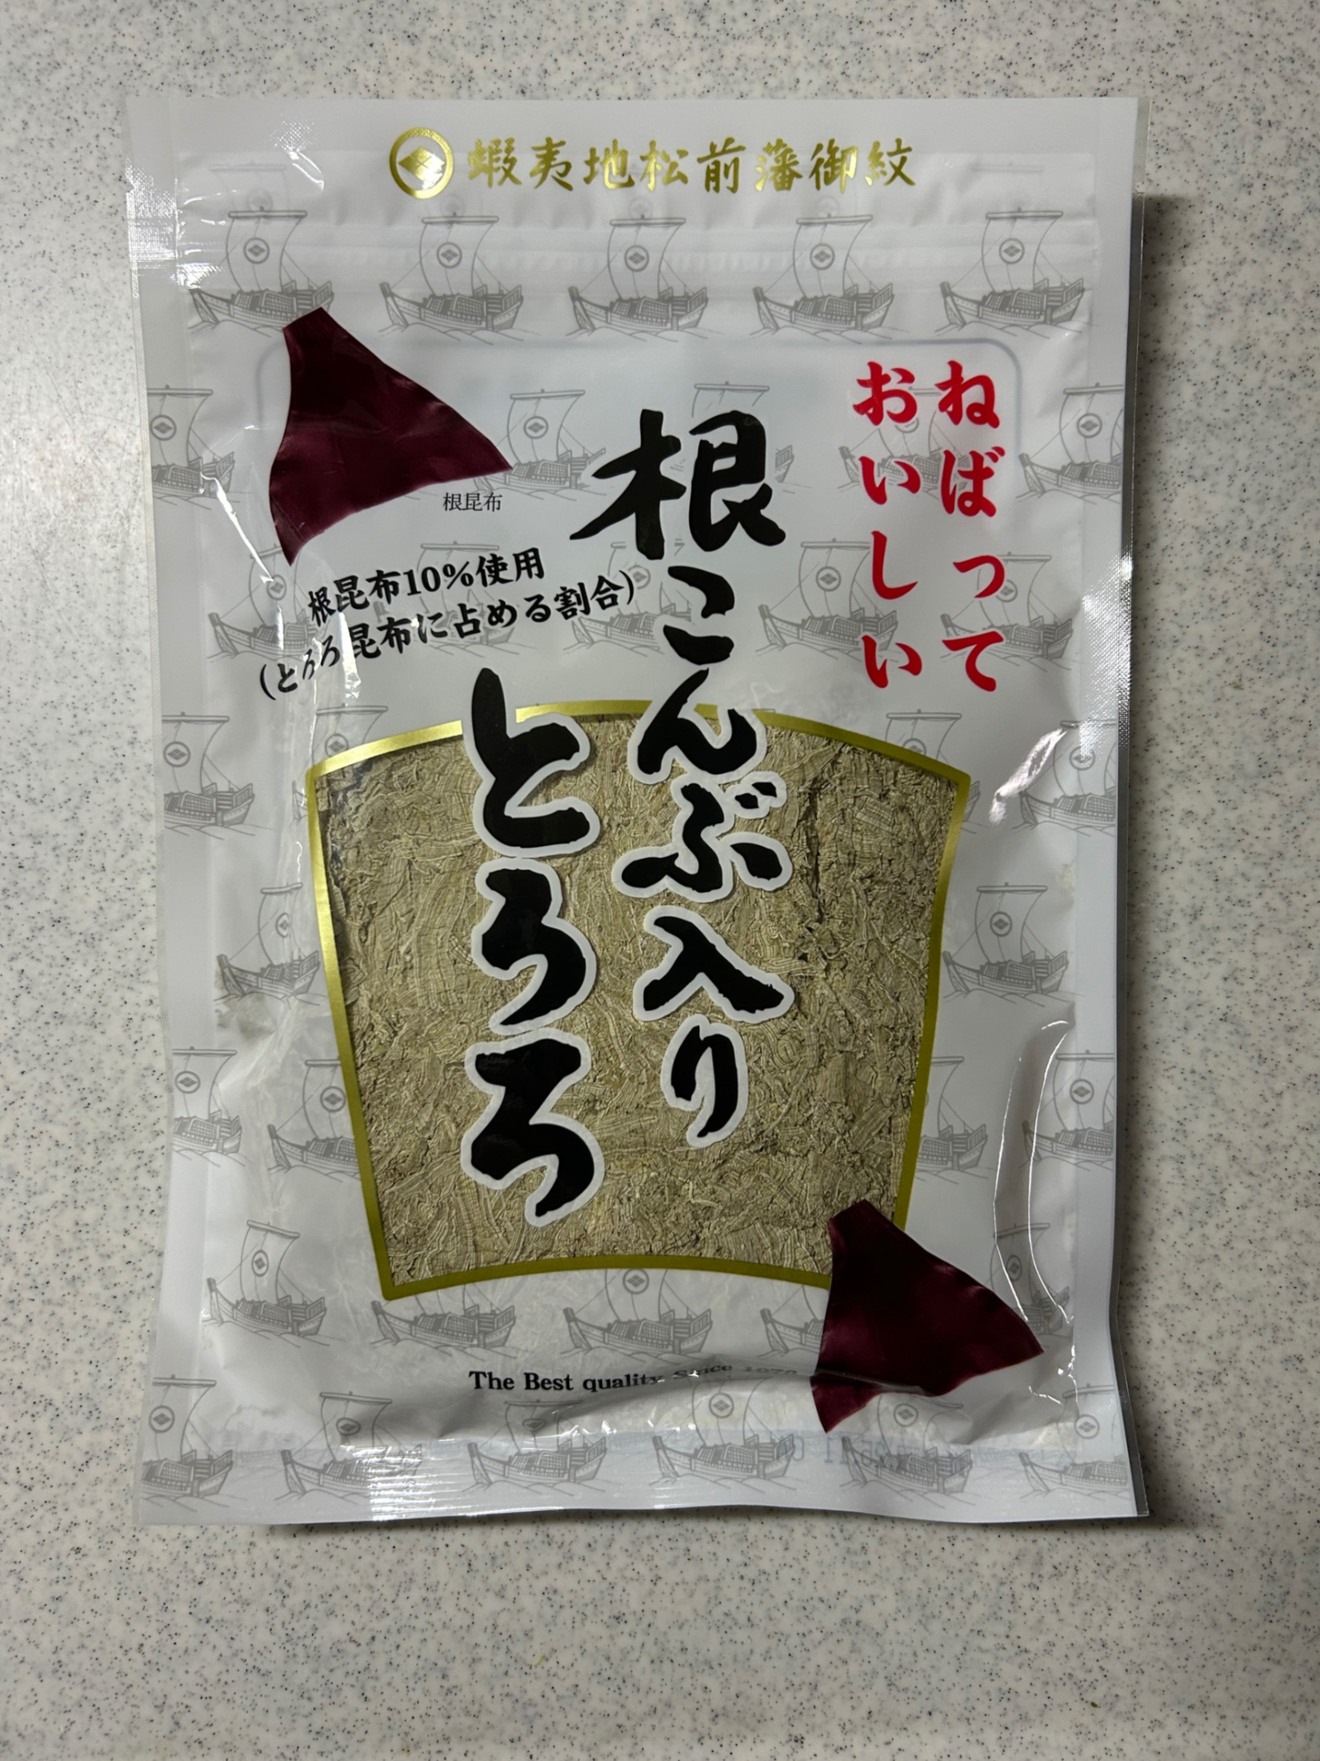 蝦夷地松前藩御紋
ねばって
おいしい
根こんぶ入り
とろろ
根昆布
根昆布10%使用
(とろろ昆布に占める割合)
The Best quality Since